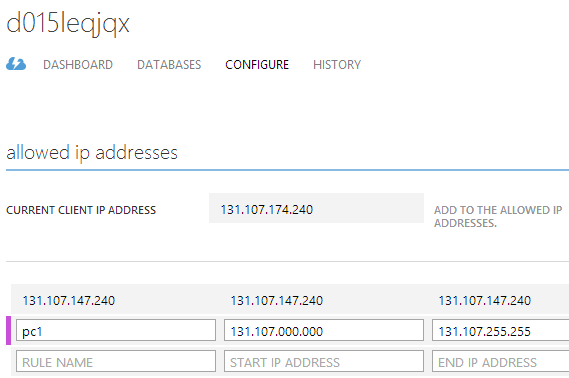 d015leqjqx
DASHBOARD DATABASES CONFIGURE HISTORY
allowed ip addresses
CURRENT CLIENT IP ADDRESS 131.107.174.240 ADD TO THE ALLOWED IP
ADDRESSES.
131.107.147.240 131.107.147.240 131.107.147.240
pc1 131.107.000.000 131.107.255.255
RULE NAME START IP ADDRESS END IP ADDRESS